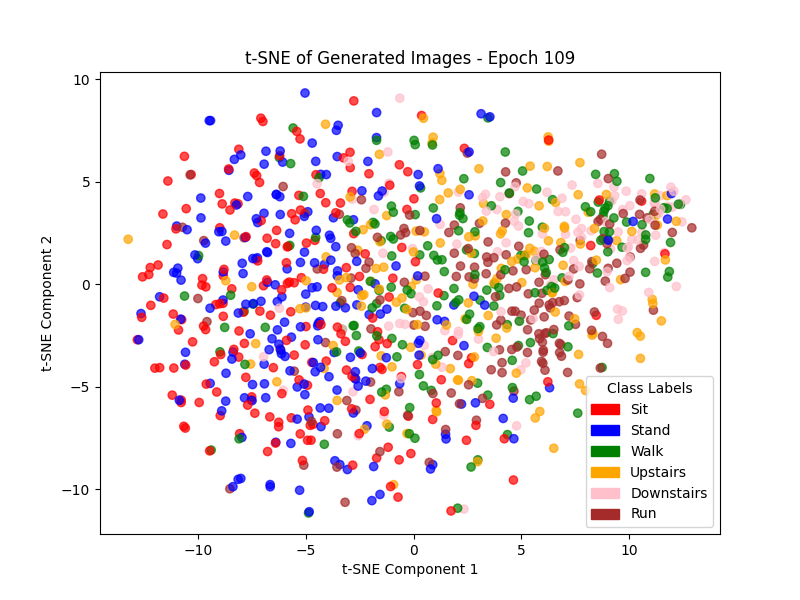 t-SNE of Generated Images - Epoch 109
10
5
0
−5
−10
t-SNE Component 2
−10
−5
0
5
10
t-SNE Component 1
Class Labels
Sit
Stand
Walk
Upstairs
Downstairs
Run